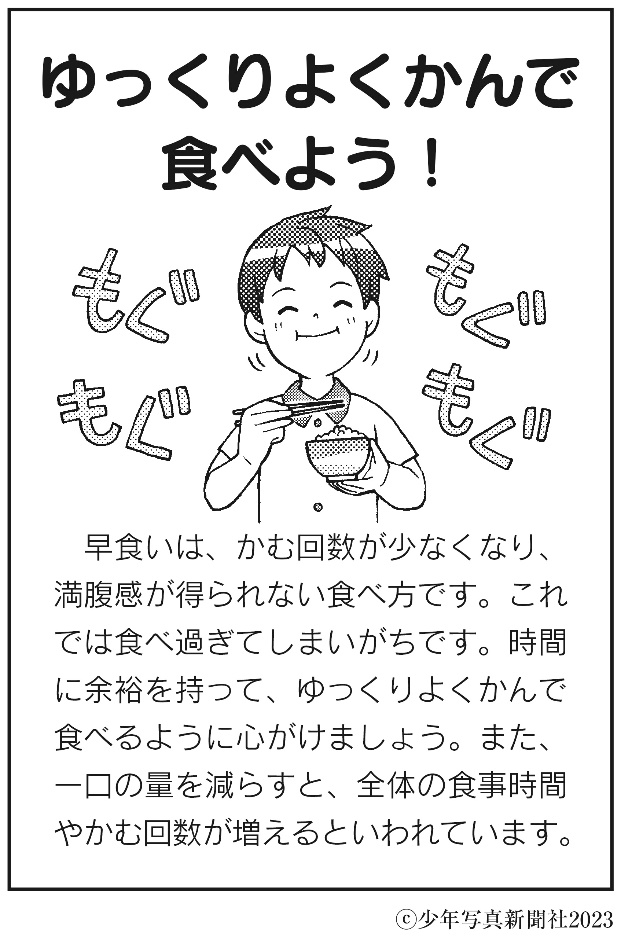 ゆっくりよくかんで
食べよう！
もぐ゛ もぐ゛
もぐ゛ もぐ゛
早食いは、かむ回数が少なくなり、
満腹感が得られない食べ方です。これ
では食べ過ぎてしまいがちです。時間
に余裕を持って、ゆっくりよくかんで
食べるように心がけましょう。また、
一口の量を減らすと、全体の食事時間
やかむ回数が増えるといわれています。
©少年写真新聞社2023